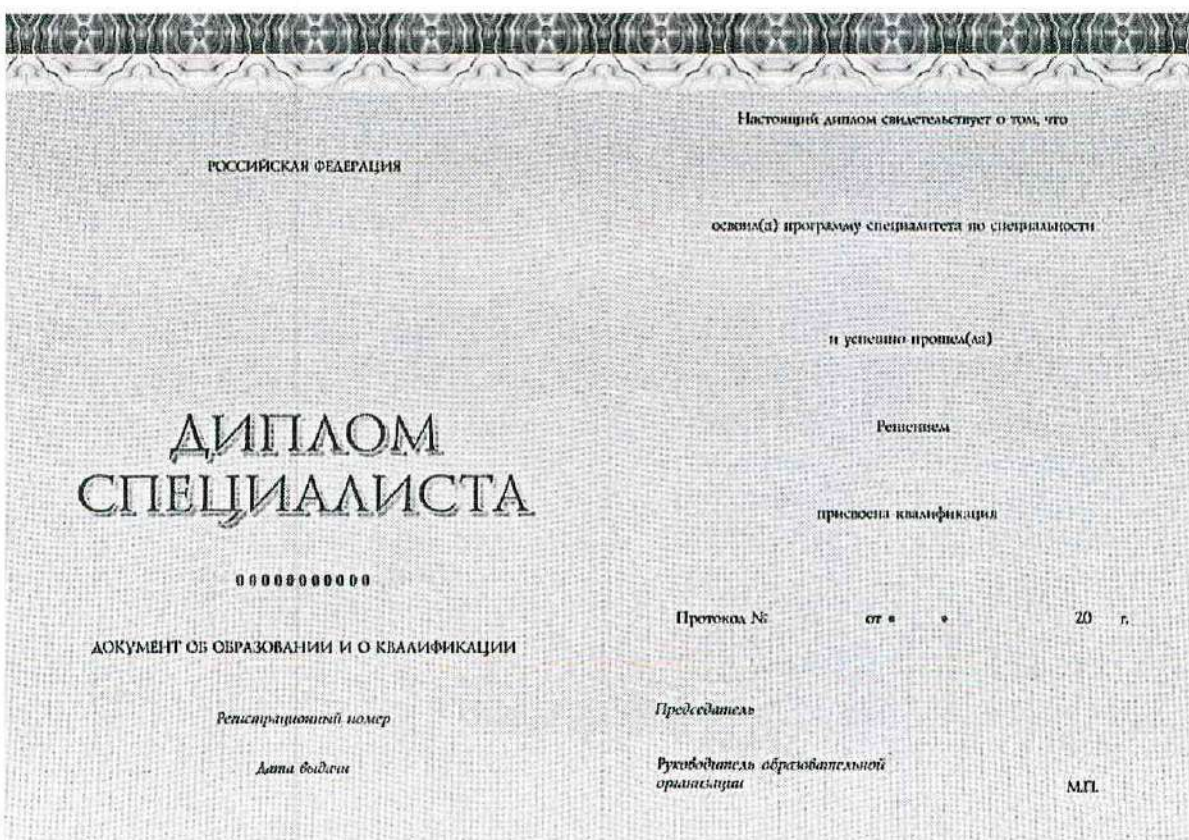 РОССИЙСКАЯ ФЕДЕРАЦИЯ
ДИПЛОМ
СПЕЦИАЛИСТА
00000000000
ДОКУМЕНТ ОБ ОБРАЗОВАНИИ И О КВАЛИФИКАЦИИ
Регистрационный номер
Дата выдачи
Настоящий диплом свидетельствует о том, что
освоил(а) программу специалитета по специальности
и успешно прошел(ла)
Решением
присвоена квалификация
Протокол № от « » 20 г.
Председатель
Руководитель образовательной
организации
М.П.